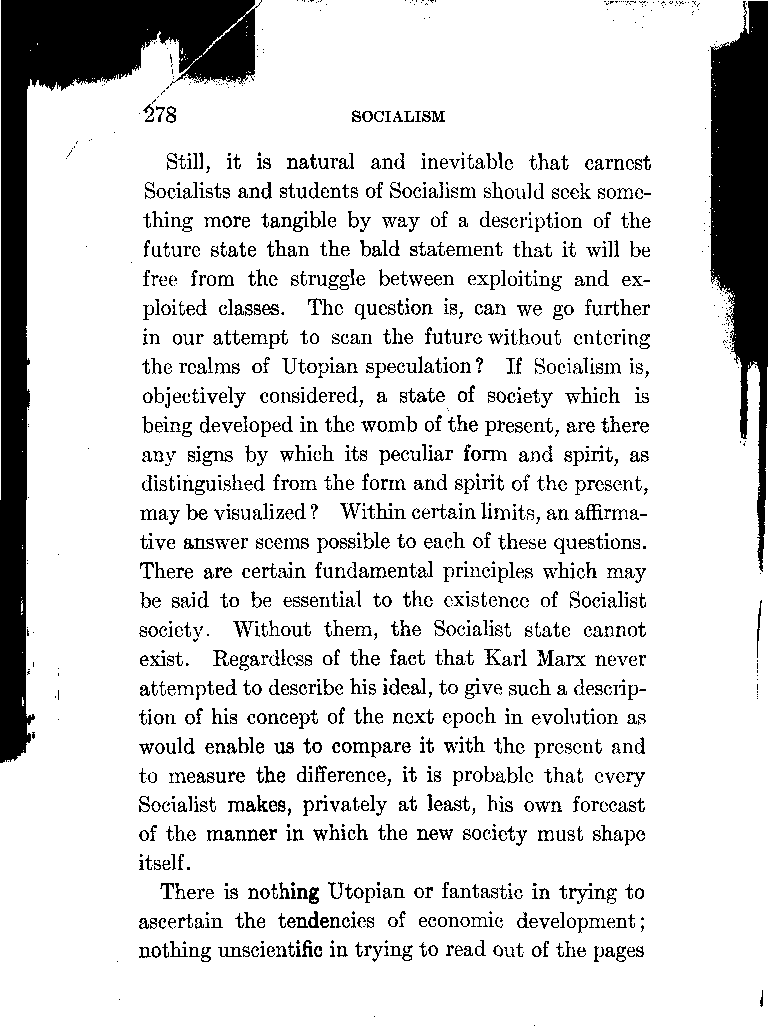 278 SOCIALISM
Still, it is natural and inevitable that earnest
Socialists and students of Socialism should seek some-
thing more tangible by way of a description of the
future state than the bald statement that it will be
free from the struggle between exploiting and ex-
ploited classes. The question is, can we go further
in our attempt to scan the future without entering
the realms of Utopian speculation? If Socialism is,
objectively considered, a state of society which is
being developed in the womb of the present, are there
any signs by which its peculiar form and spirit, as
distinguished from the form and spirit of the present,
may be visualized? Within certain limits, an affirma-
tive answer seems possible to each of these questions.
There are certain fundamental principles which may
be said to be essential to the existence of Socialist
society. Without them, the Socialist state cannot
exist. Regardless of the fact that Karl Marx never
attempted to describe his ideal, to give such a descrip-
tion of his concept of the next epoch in evolution as
would enable us to compare it with the present and
to measure the difference, it is probable that every
Socialist makes, privately at least, his own forecast
of the manner in which the new society must shape
itself.
There is nothing Utopian or fantastic in trying to
ascertain the tendencies of economic development;
nothing unscientific in trying to read out of the pages